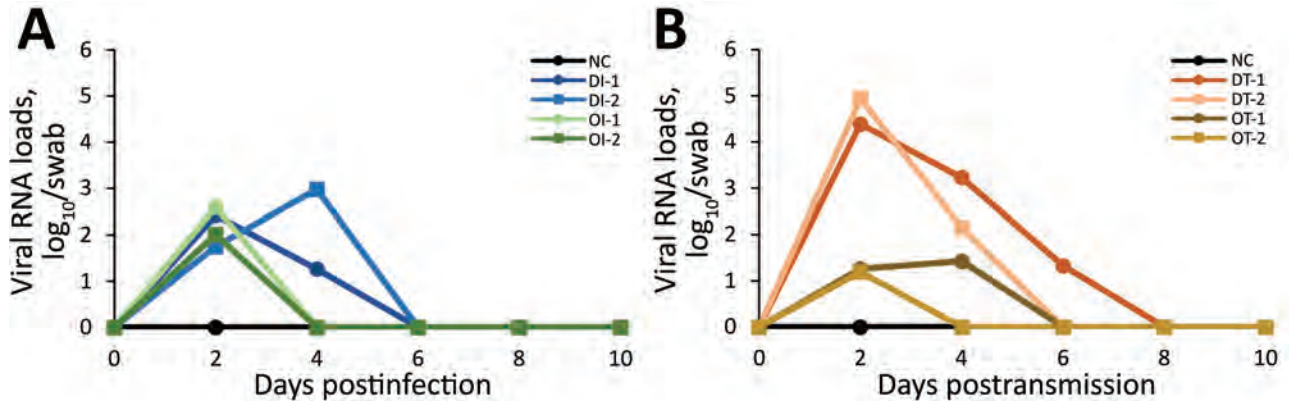 A
Viral RNA loads,
log10/swab
6
5
4
3
2
1
0
0 2 4 6 8 10
Days postinfection
NC
DI-1
DI-2
OI-1
OI-2
B
Viral RNA loads,
log10/swab
6
5
4
3
2
1
0
0 2 4 6 8 10
Days postransmission
NC
DT-1
DT-2
OT-1
OT-2